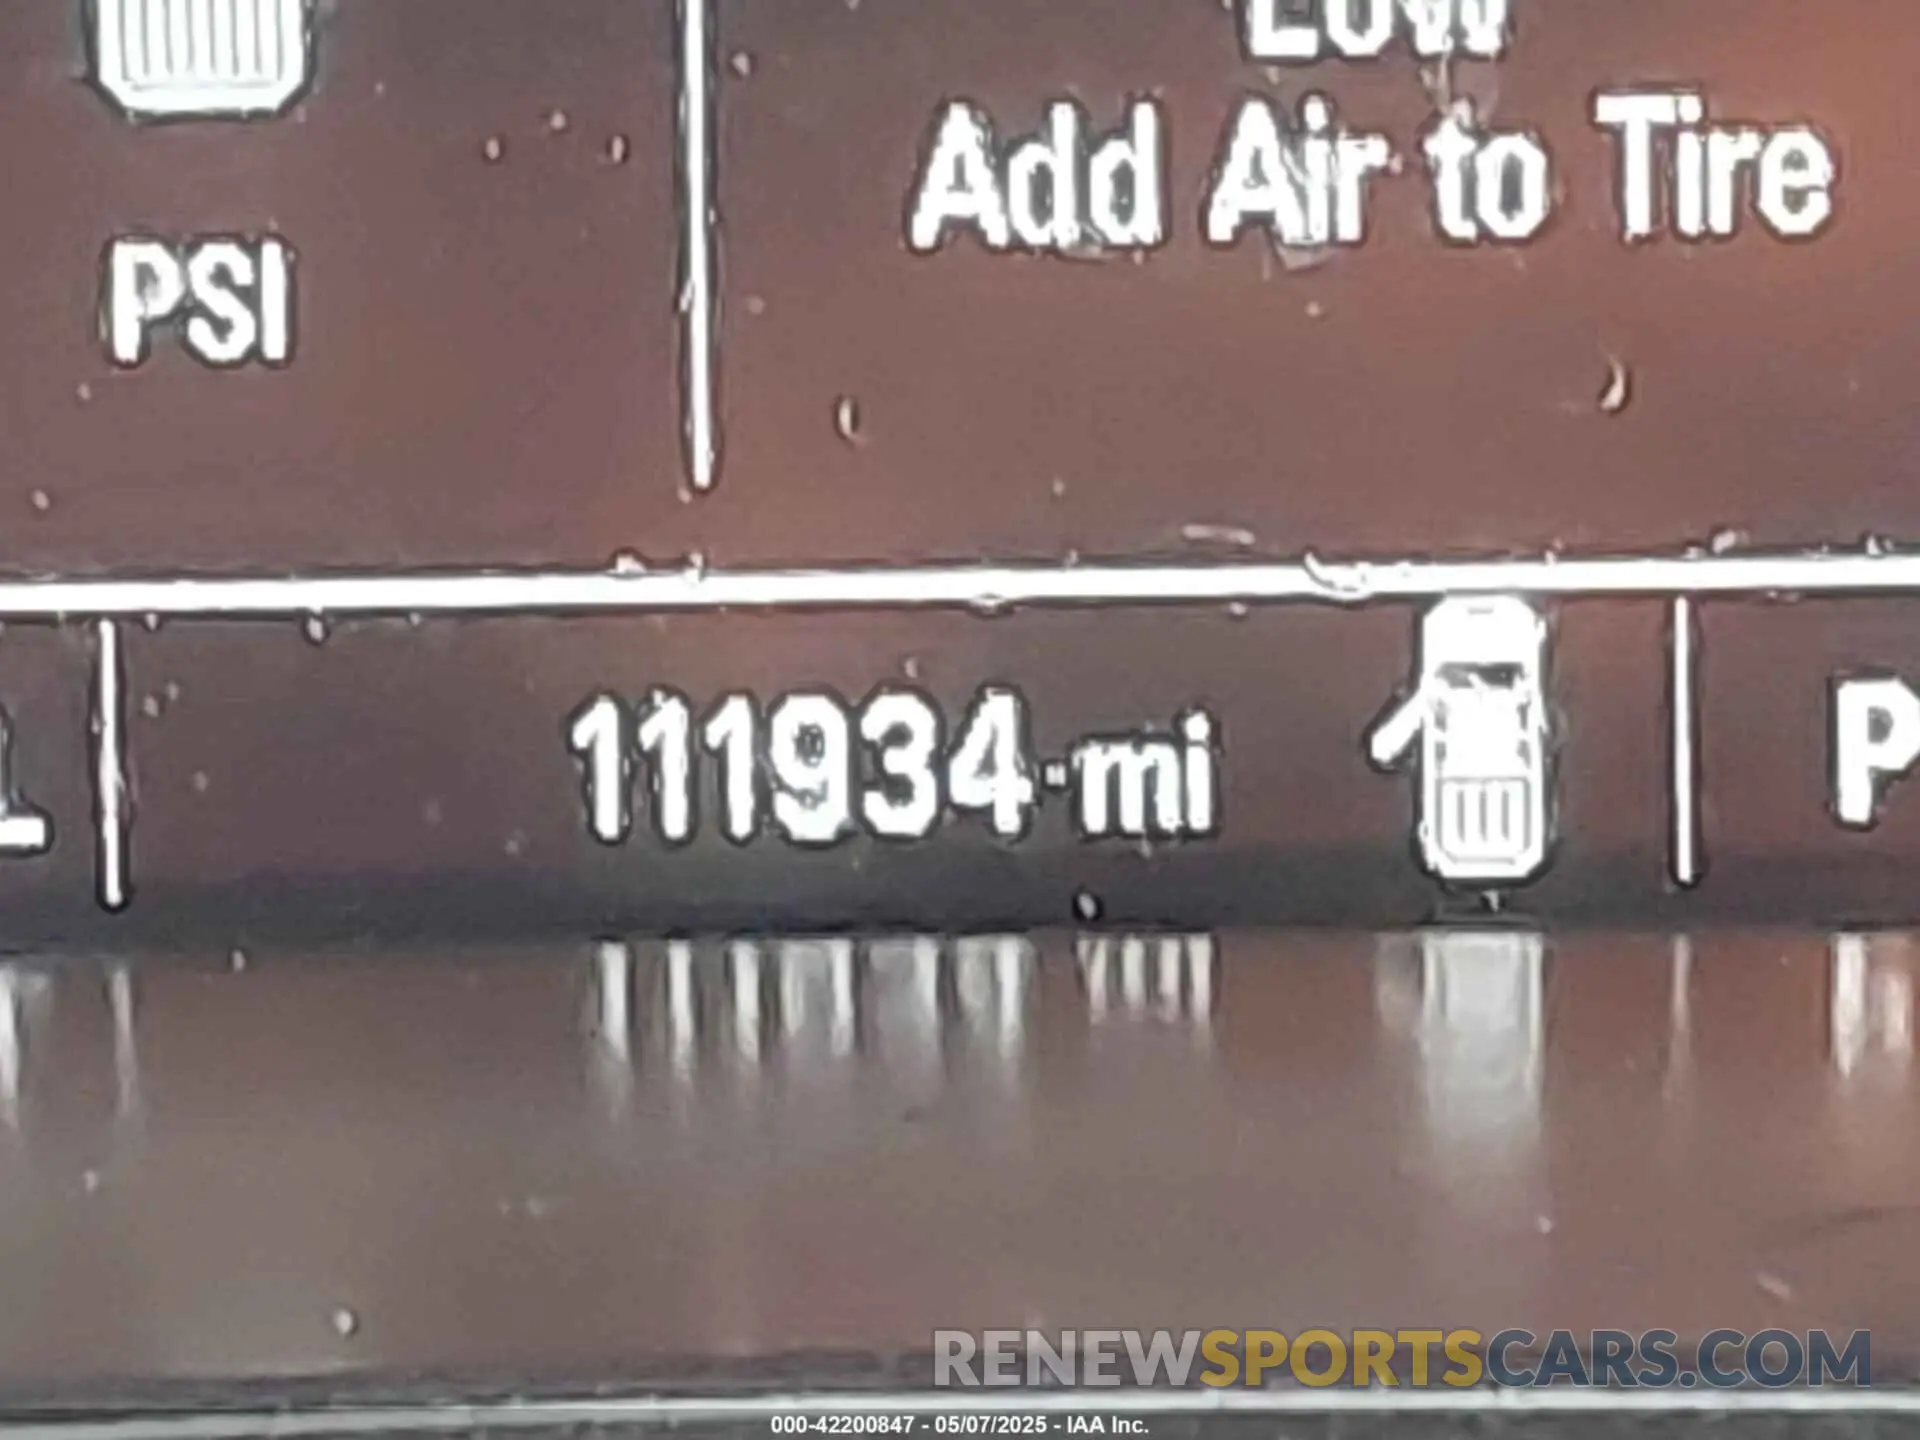 Low
Add Air to Tire
PSI
111934 mi
P
RENEWSPORTSCARS.COM
000-42200847 - 05/07/2025 - IAA Inc.